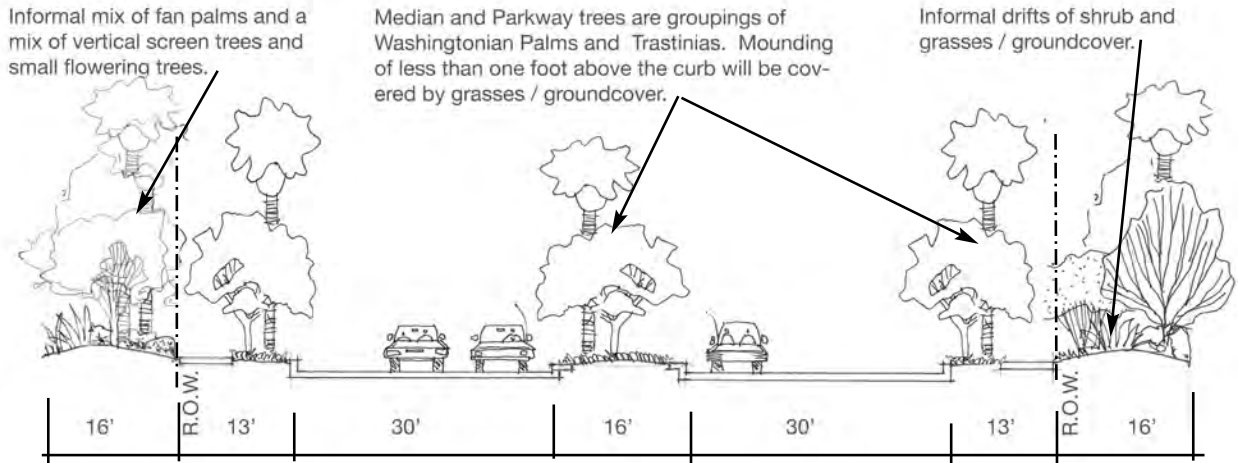 Informal mix of fan palms and a
mix of vertical screen trees and
small flowering trees.
Median and Parkway trees are groupings of
Washingtonian Palms and Trastinias. Mounding
of less than one foot above the curb will be cov-
ered by grasses / groundcover.
Informal drifts of shrub and
grasses / groundcover.
16'
R.O.W.
13'
30'
16'
30'
13'
R.O.W.
16'